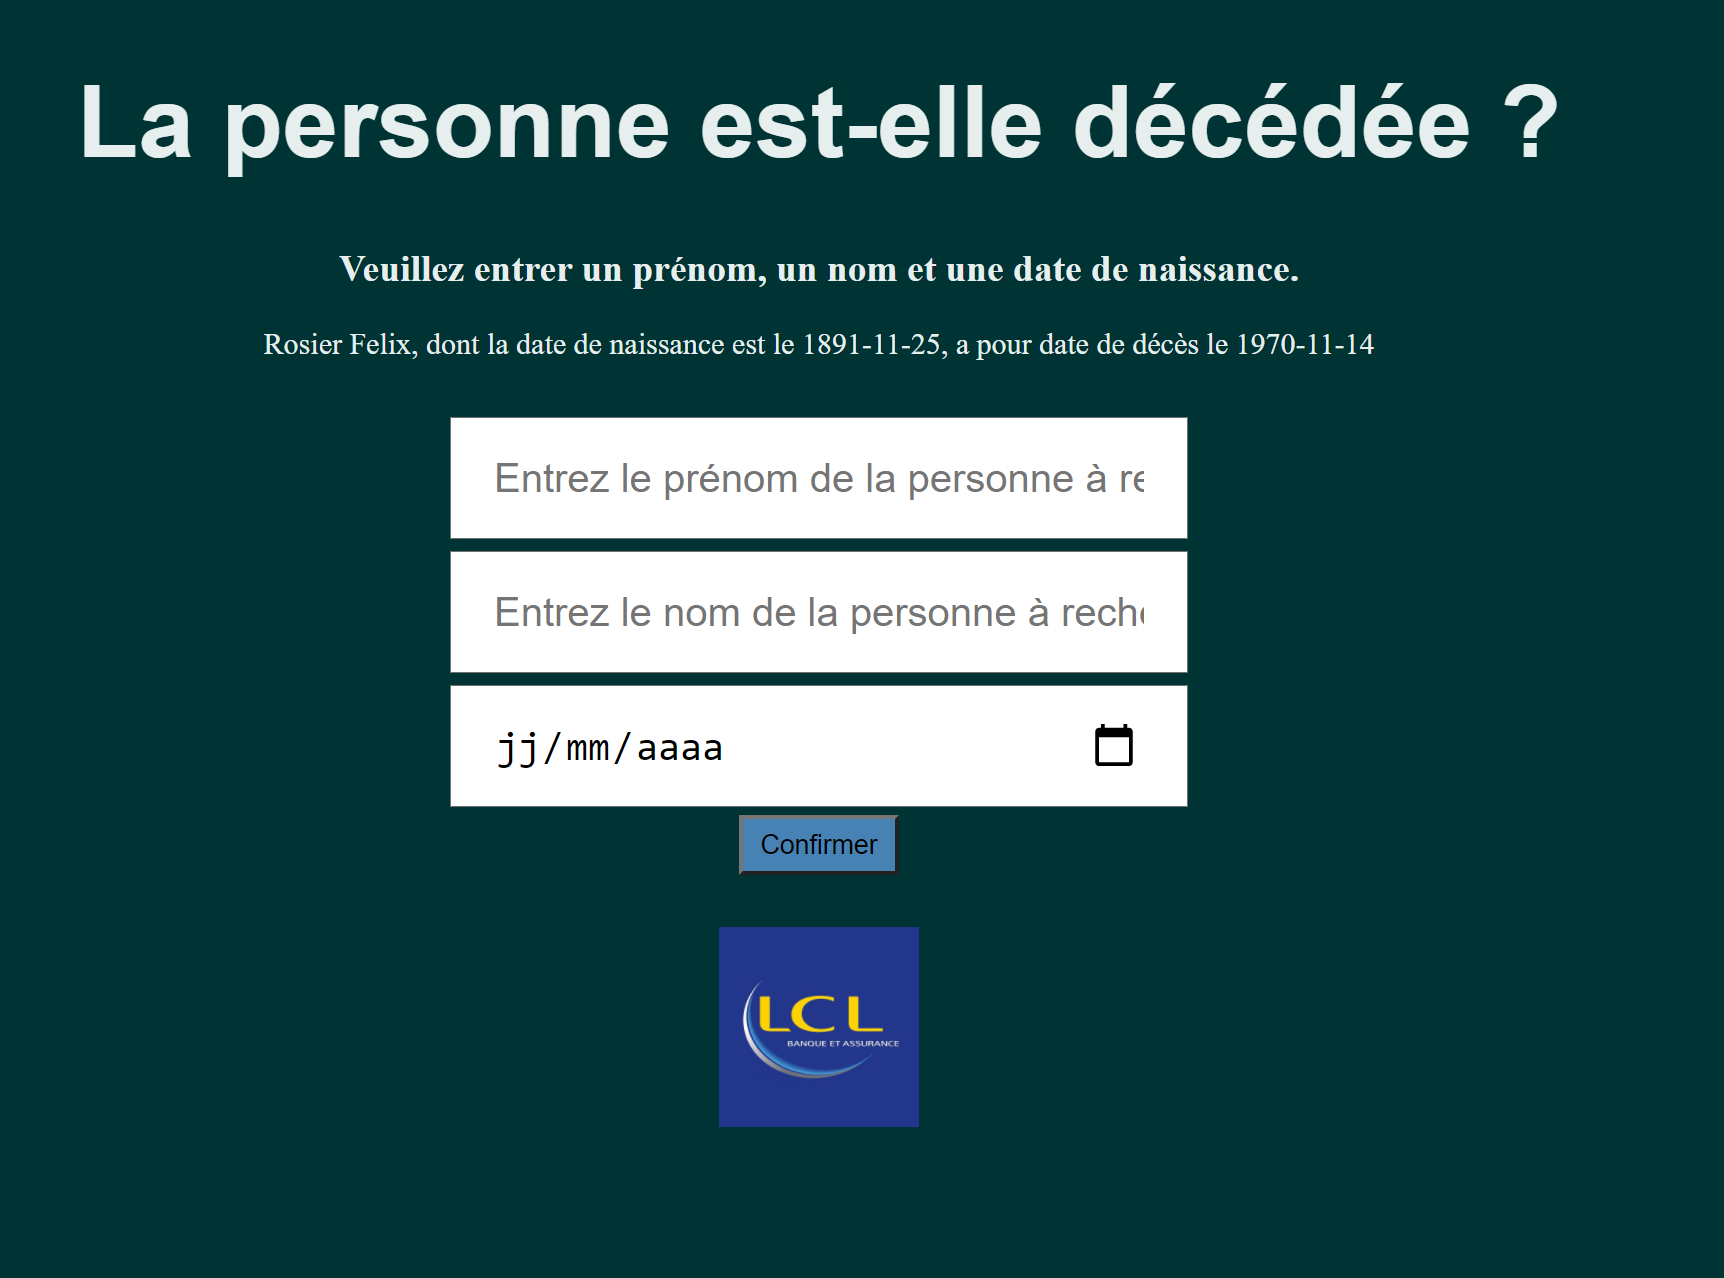 La personne est-elle décédée ?
Veuillez entrer un prénom, un nom et une date de naissance.
Rosier Felix, dont la date de naissance est le 1891-11-25, a pour date de décès le 1970-11-14
Entrez le prénom de la personne à re
Entrez le nom de la personne à reche
jj/mm/aaaa
Confirmer
LCL
BANQUE ET ASSURANCE